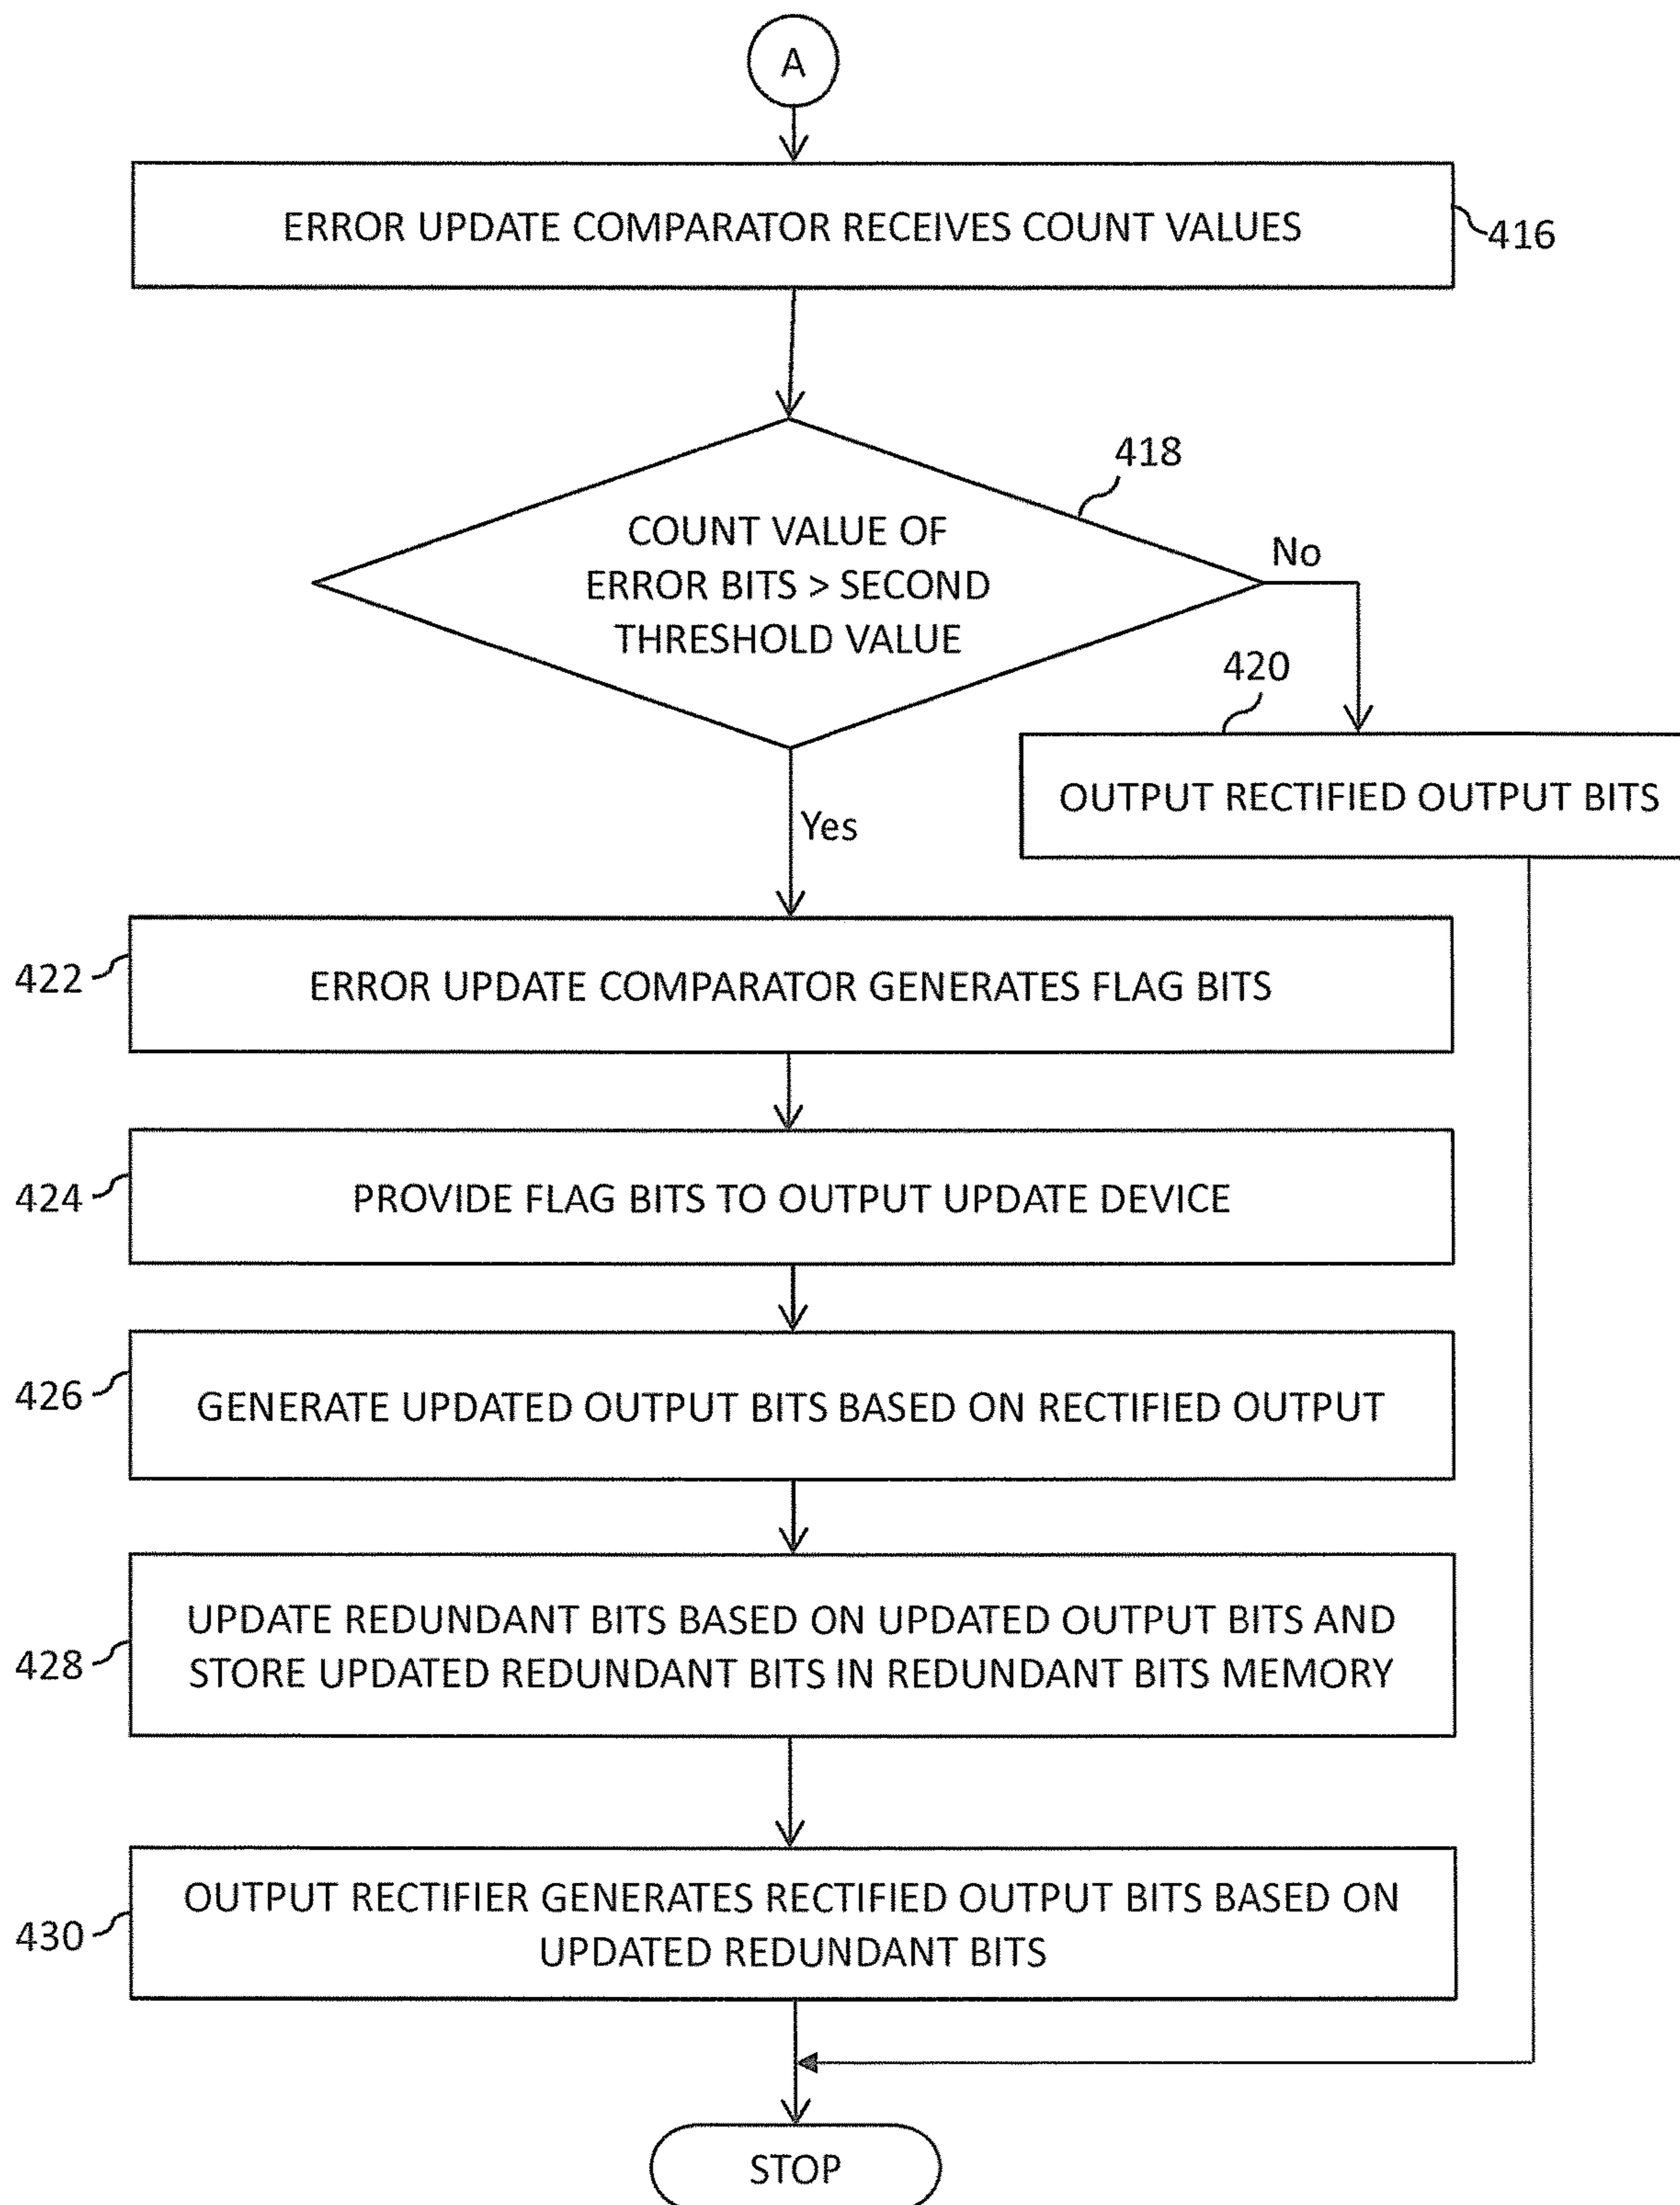 A
ERROR UPDATE COMPARATOR RECEIVES COUNT VALUES
416
418
COUNT VALUE OF
ERROR BITS > SECOND
THRESHOLD VALUE
No
420
OUTPUT RECTIFIED OUTPUT BITS
Yes
422
ERROR UPDATE COMPARATOR GENERATES FLAG BITS
424
PROVIDE FLAG BITS TO OUTPUT UPDATE DEVICE
426
GENERATE UPDATED OUTPUT BITS BASED ON RECTIFIED OUTPUT
428
UPDATE REDUNDANT BITS BASED ON UPDATED OUTPUT BITS AND
STORE UPDATED REDUNDANT BITS IN REDUNDANT BITS MEMORY
430
OUTPUT RECTIFIER GENERATES RECTIFIED OUTPUT BITS BASED ON
UPDATED REDUNDANT BITS
STOP